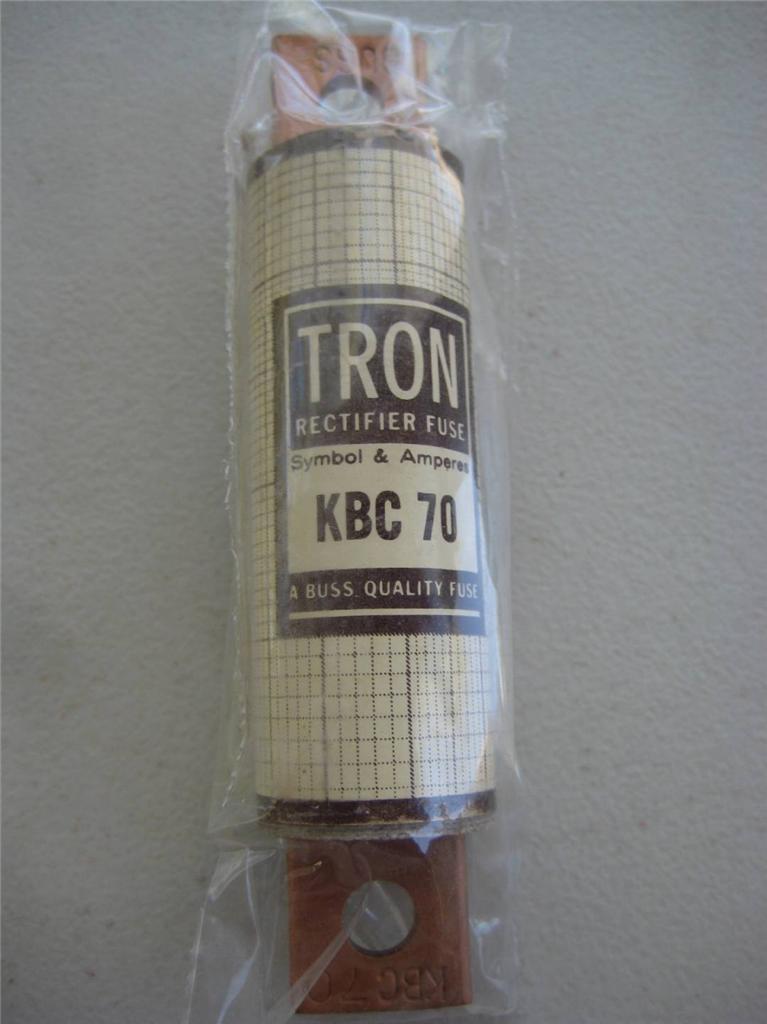 TRON
RECTIFIER FUSE
Symbol & Amperes
KBC 70
A BUSS QUALITY FUSE
KBC 70